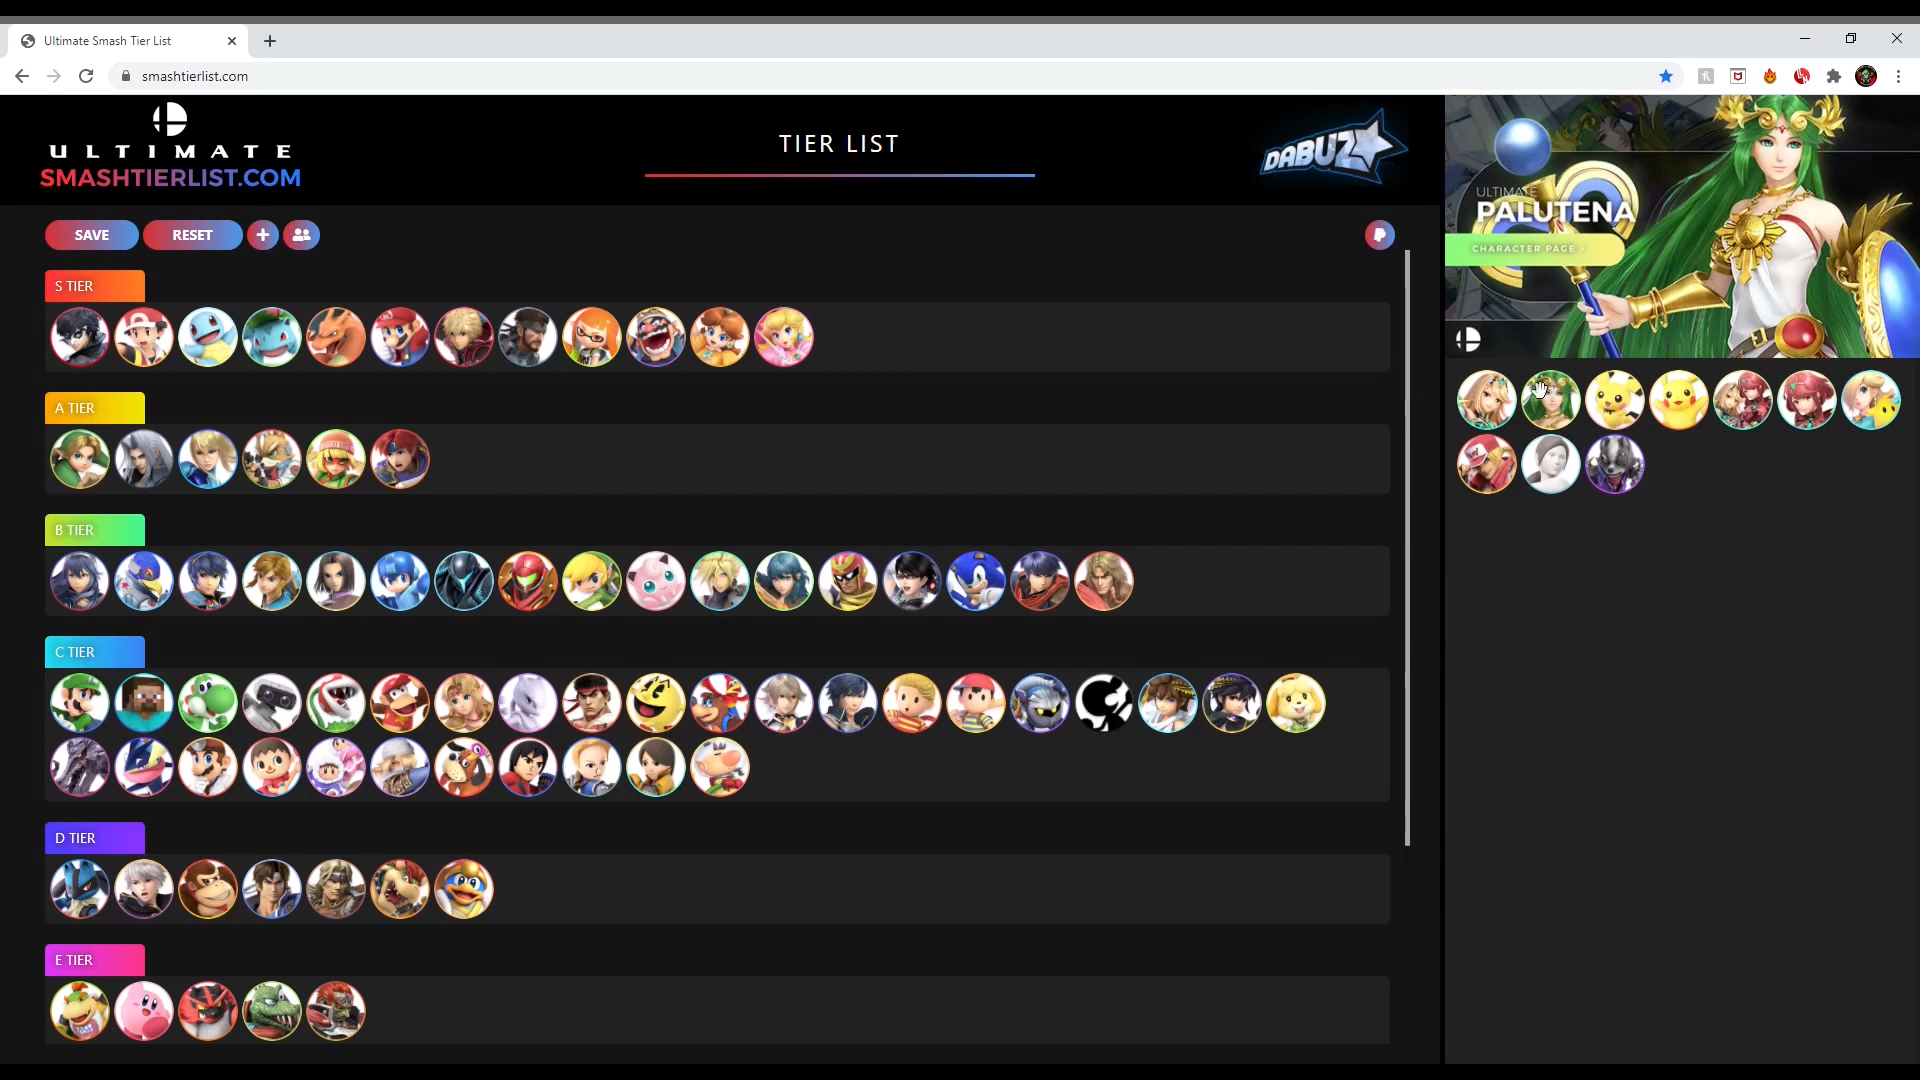 Ultimate Smash Tier List
smashtierlist.com
ULTIMATE
SMASHTIERLIST.COM
TIER LIST
DABUZ
SAVE
RESET
S TIER
A TIER
B TIER
C TIER
D TIER
E TIER
ULTIMATE
PALUTENA
CHARACTER PAGE >